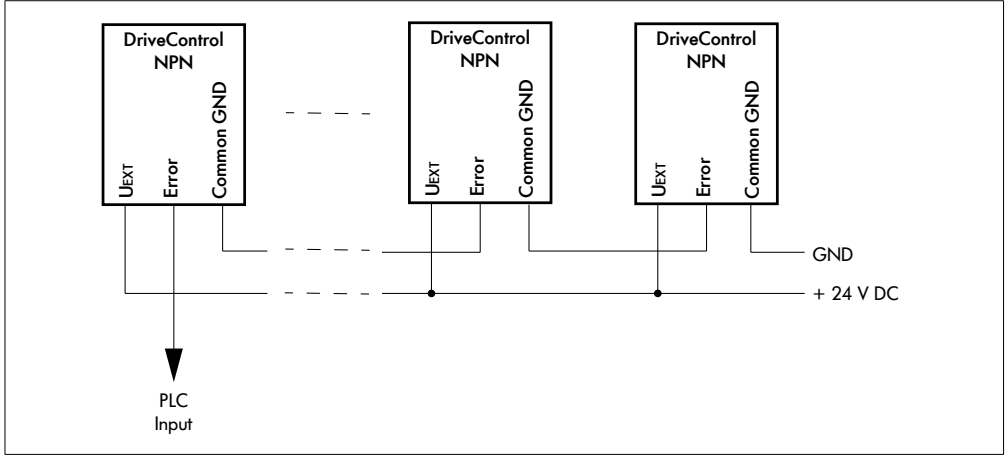 DriveControl
NPN
UEXT
Error
Common GND
DriveControl
NPN
UEXT
Error
Common GND
DriveControl
NPN
UEXT
Error
Common GND
GND
+ 24 V DC
PLC
Input